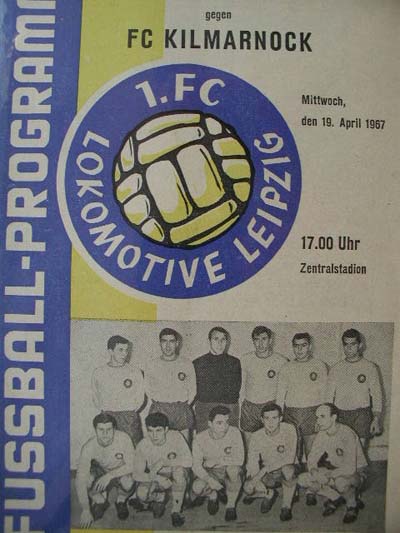 FUSSBALL-PROGRAMM
gegen
FC KILMARNOCK
1. FC
LOKOMOTIVE LEIPZIG
Mittwoch,
den 19. April 1967
17.00 Uhr
Zentralstadion